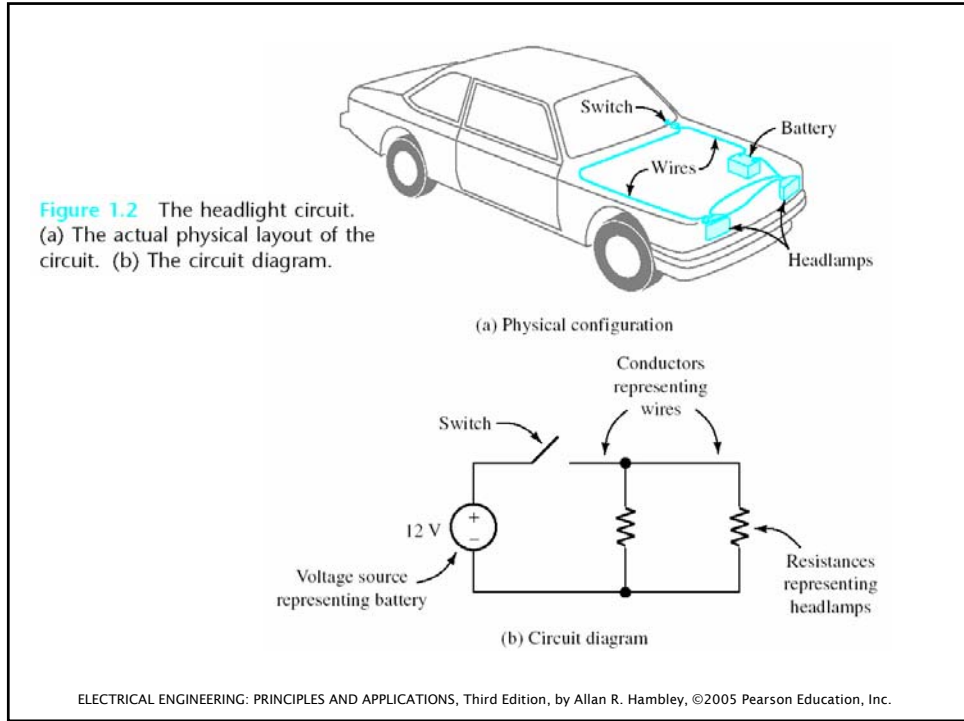 Switch
Battery
Wires
Figure 1.2 The headlight circuit.
(a) The actual physical layout of the
circuit. (b) The circuit diagram.
Headlamps
(a) Physical configuration
Conductors
representing
wires
Switch
+
12 V
−
Voltage source
representing battery
Resistances
representing
headlamps
(b) Circuit diagram
ELECTRICAL ENGINEERING: PRINCIPLES AND APPLICATIONS, Third Edition, by Allan R. Hambley, ©2005 Pearson Education, Inc.